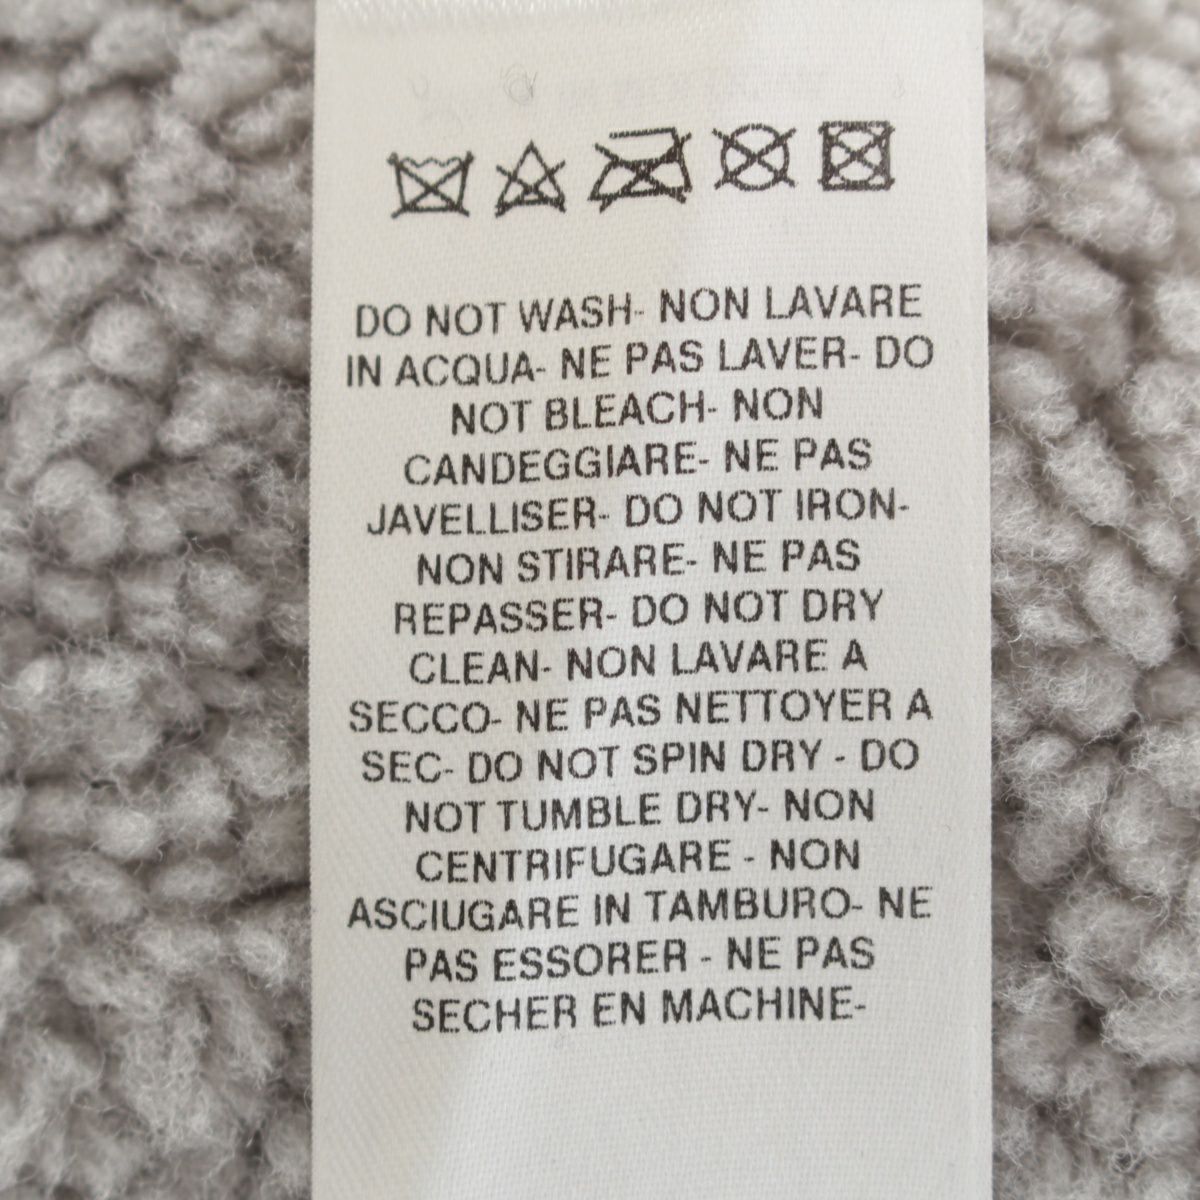 DO NOT WASH- NON LAVARE
IN ACQUA- NE PAS LAVER- DO
NOT BLEACH- NON
CANDEGGIARE- NE PAS
JAVELLISER- DO NOT IRON-
NON STIRARE- NE PAS
REPASSER- DO NOT DRY
CLEAN- NON LAVARE A
SECCO- NE PAS NETTOYER A
SEC- DO NOT SPIN DRY - DO
NOT TUMBLE DRY- NON
CENTRIFUGARE - NON
ASCIUGARE IN TAMBURO- NE
PAS ESSORER - NE PAS
SECHER EN MACHINE-